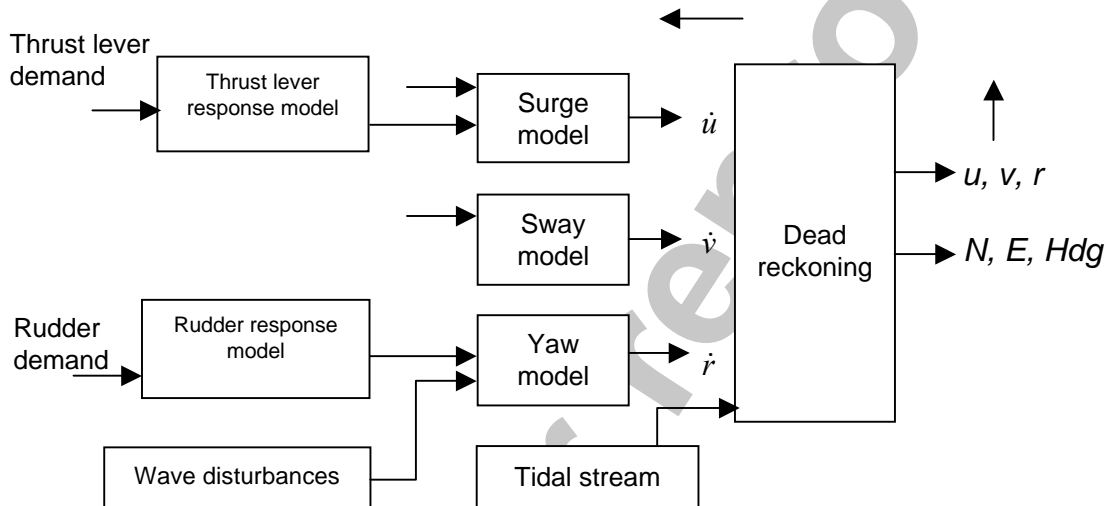 Thrust lever
demand
Thrust lever
response model
Surge
model
u̇
Sway
model
v̇
Dead
reckoning
u, v, r
N, E, Hdg
Rudder
demand
Rudder response
model
Yaw
model
ṙ
Wave disturbances
Tidal stream